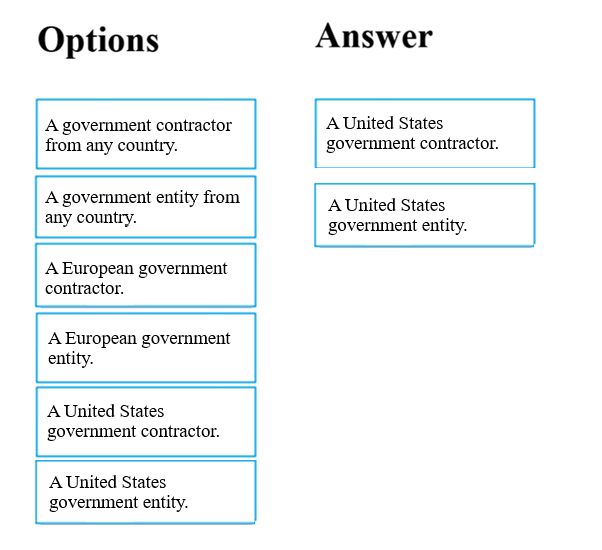 Options
A government contractor
from any country.
A government entity from
any country.
A European government
contractor.
A European government
entity.
A United States
government contractor.
A United States
government entity.
Answer
A United States
government contractor.
A United States
government entity.